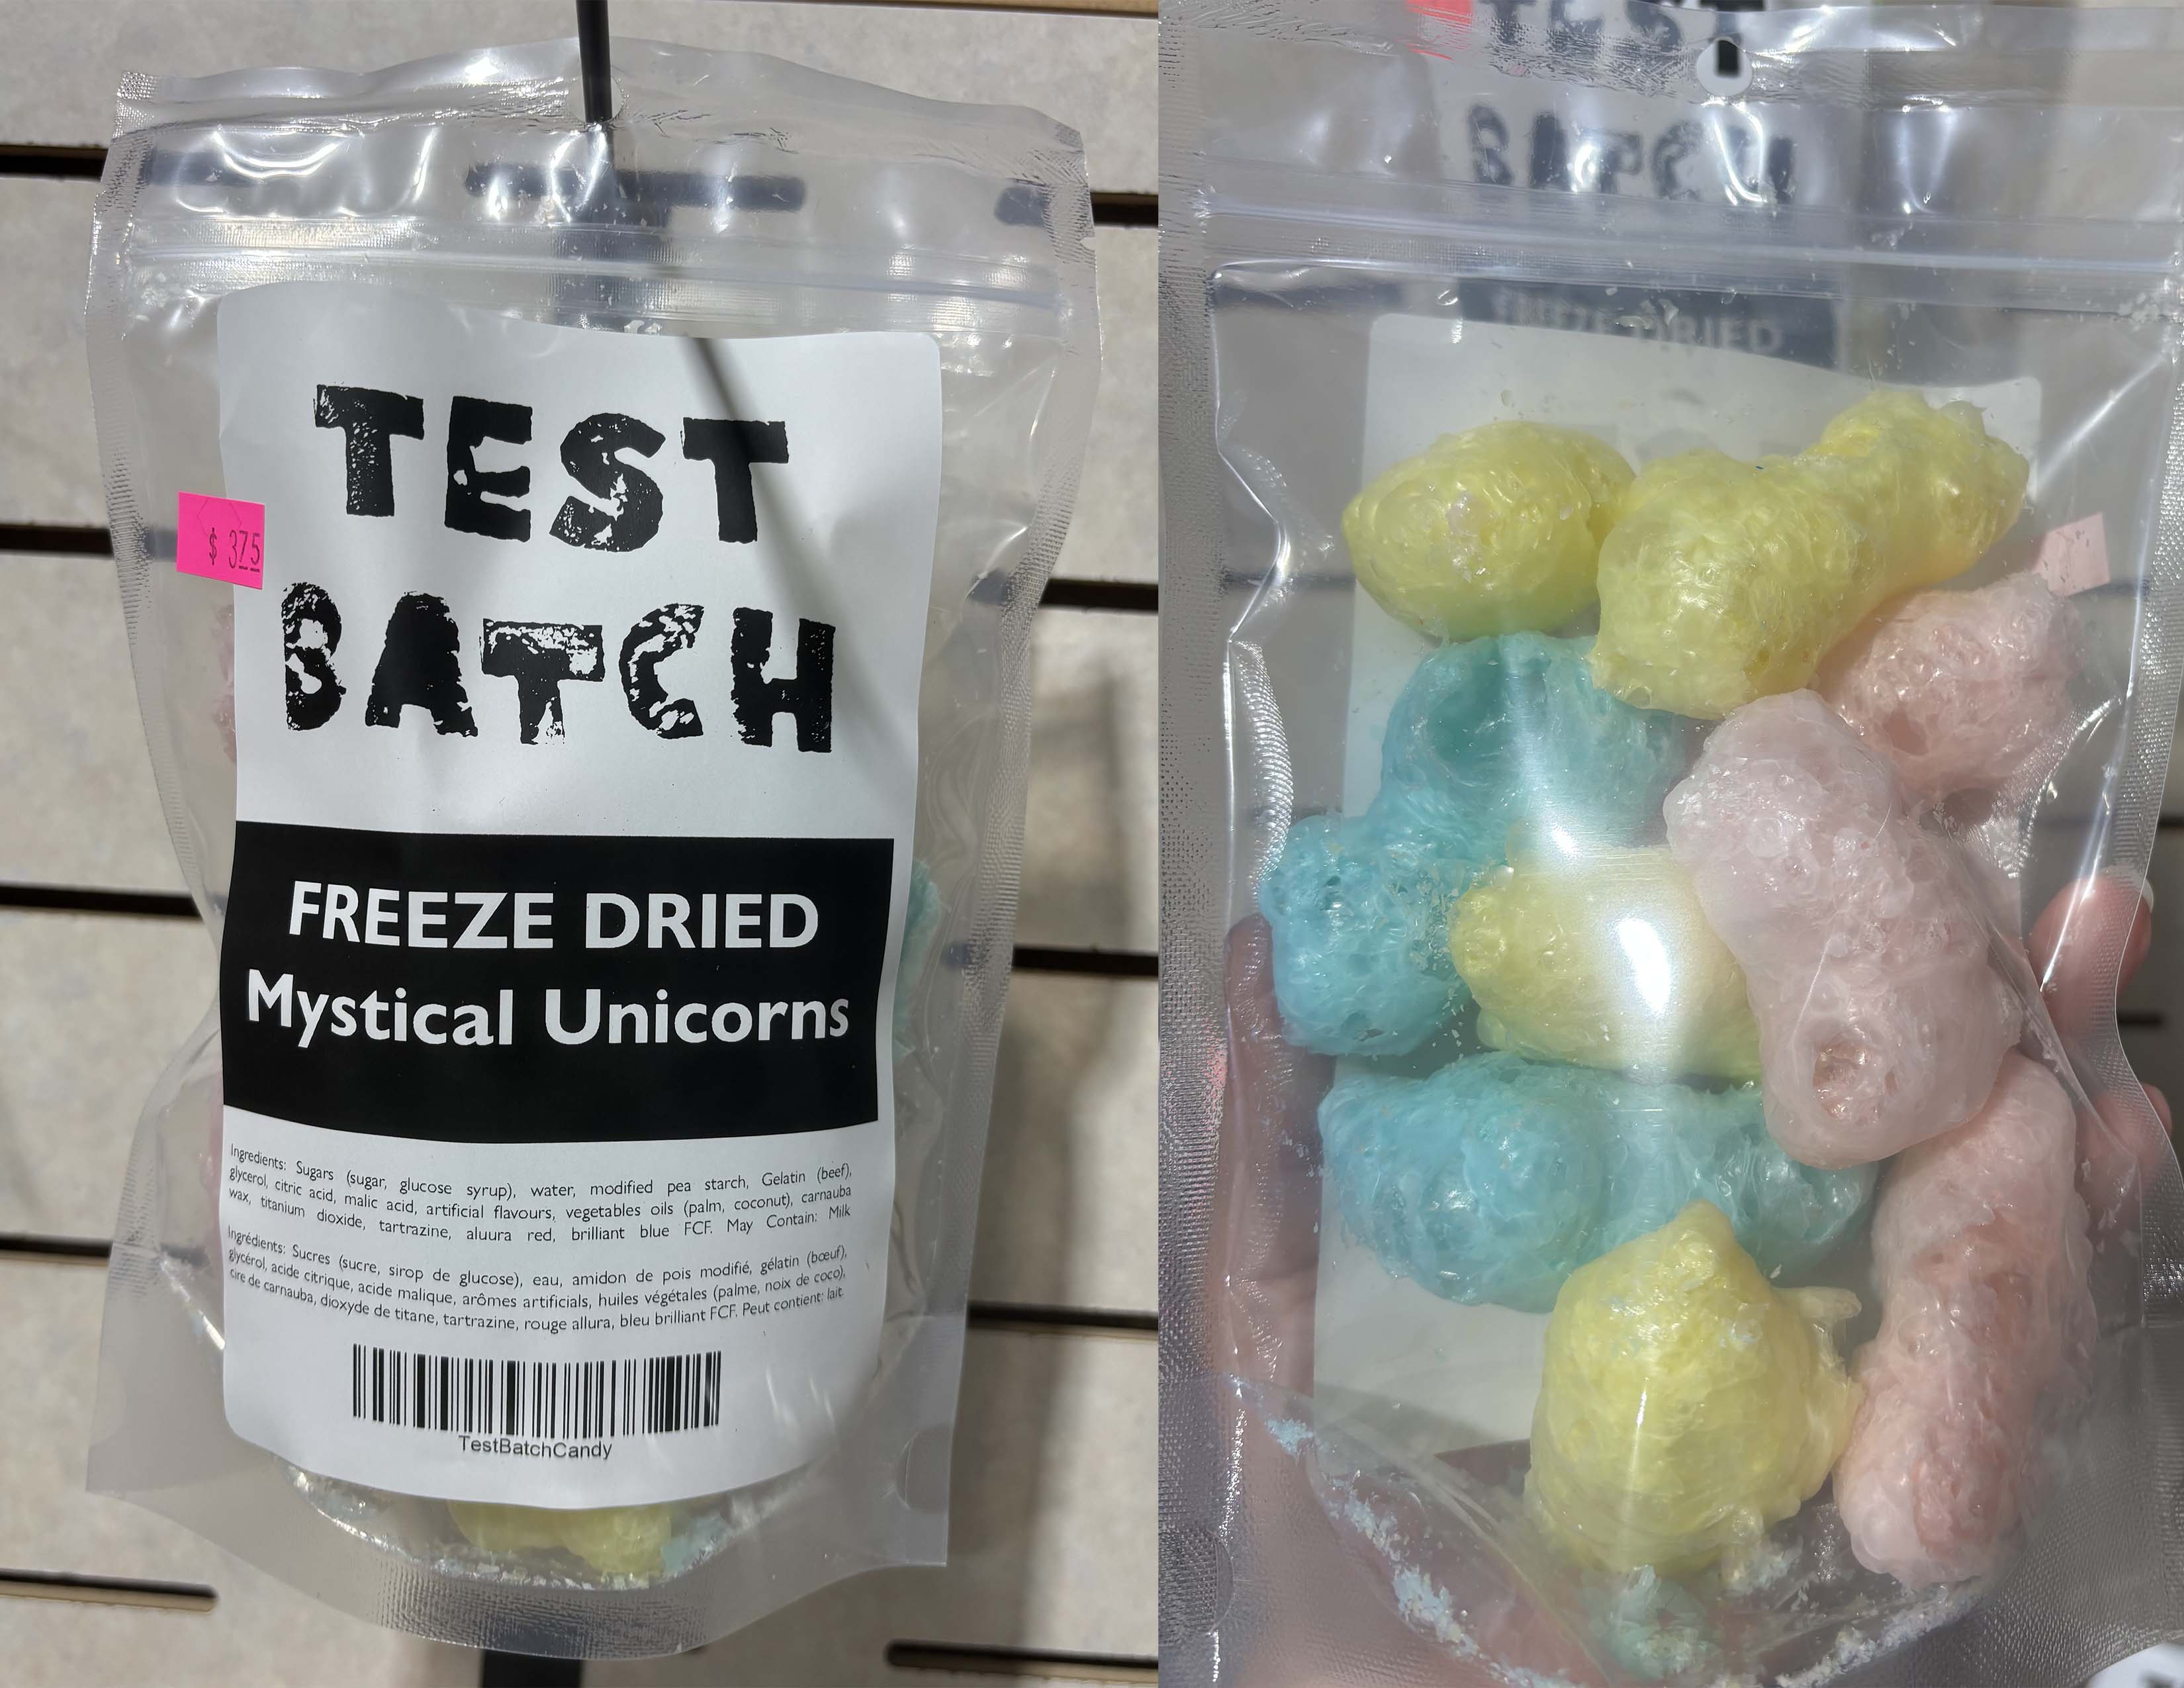 TEST
BATCH
$ 3.75
FREEZE DRIED
Mystical Unicorns
Ingredients: Sugars (sugar, glucose syrup), water, modified pea starch, Gelatin (beef),
glycerol, citric acid, malic acid, artificial flavours, vegetables oils (palm, coconut), carnauba
wax, titanium dioxide, tartrazine, aluura red, brilliant blue FCF. May Contain: Milk
Ingrédients: Sucres (sucre, sirop de glucose), eau, amidon de pois modifié, gélatin (bœuf),
glycérol, acide citrique, acide malique, arômes artificials, huiles végétales (palme, noix de coco),
cire de carnauba, dioxyde de titane, tartrazine, rouge allura, bleu brilliant FCF. Peut contient: lait.
TestBatchCandy
TEST
BATCH
FREEZE DRIED